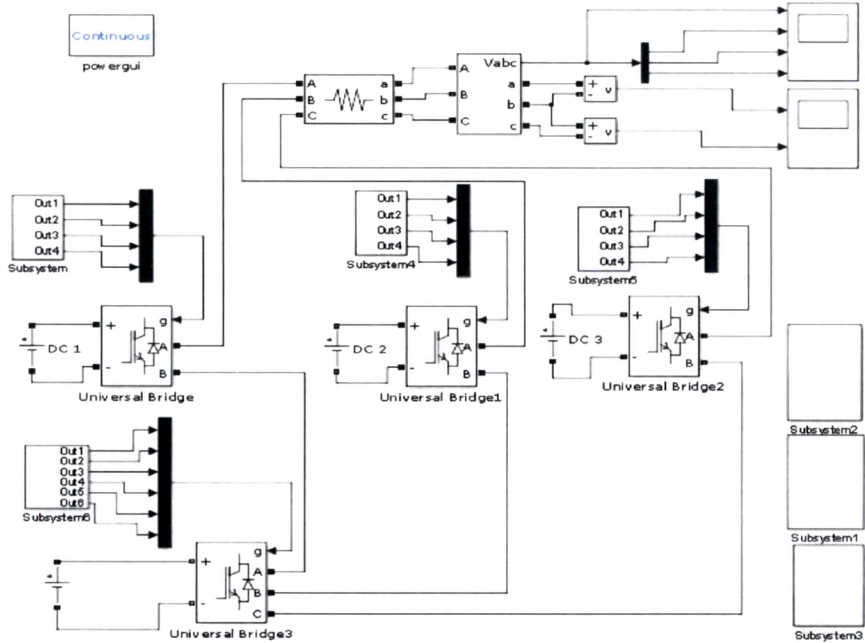 Continuous
powergui
A
B
C
a
b
c
A
B
C
Vabc
a
b
c
+
-
v
+
-
v
Out1
Out2
Out3
Out4
Subsystem
Out1
Out2
Out3
Out4
Subsystem4
Out1
Out2
Out3
Out4
Subsystem5
DC 1
+
-
g
A
B
Universal Bridge
DC 2
+
-
g
A
B
Universal Bridge1
DC 3
+
-
g
A
B
Universal Bridge2
Subsystem2
Out1
Out2
Out3
Out4
Out5
Out6
Subsystem6
Subsystem1
+
-
g
A
B
C
Universal Bridge3
Subsystem3